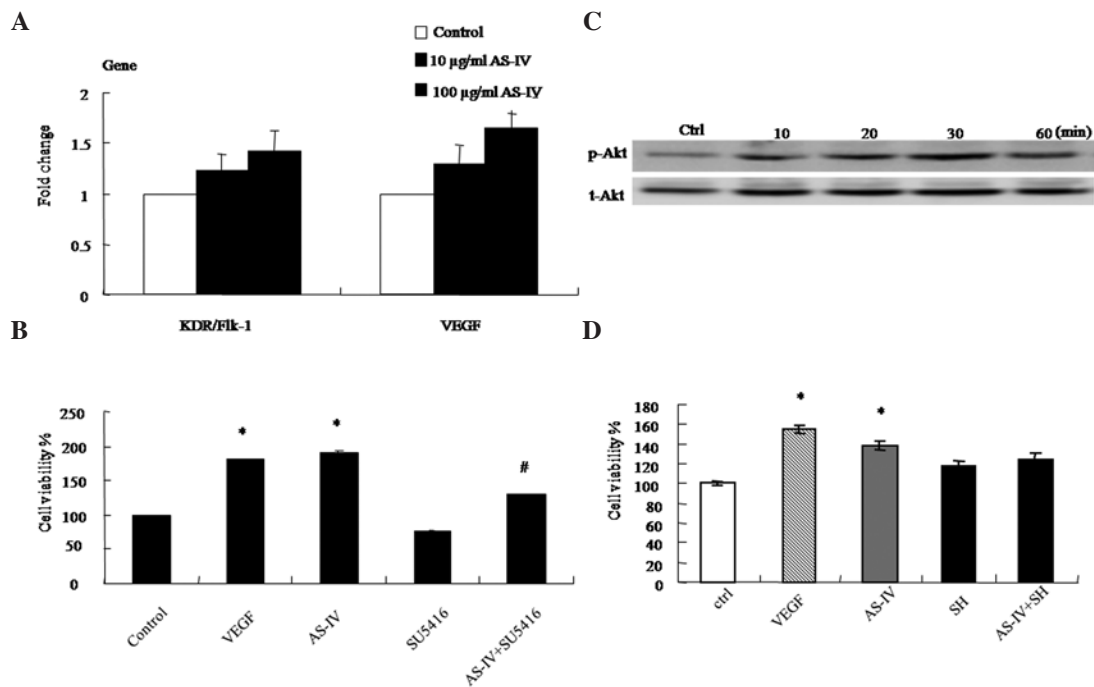 A
Control
10 µg/ml AS-IV
100 µg/ml AS-IV
Gene
Fold change
2
1.5
1
0.5
0
KDR/Flk-1
VEGF
C
Ctrl
10
20
30
60 (min)
p-Akt
t-Akt
B
Cell viability %
250
200
150
100
50
0
*
*
#
Control
VEGF
AS-IV
SU5416
AS-IV+SU5416
D
Cell viability %
180
160
140
120
100
80
60
40
20
0
*
*
ctrl
VEGF
AS-IV
SH
AS-IV+SH